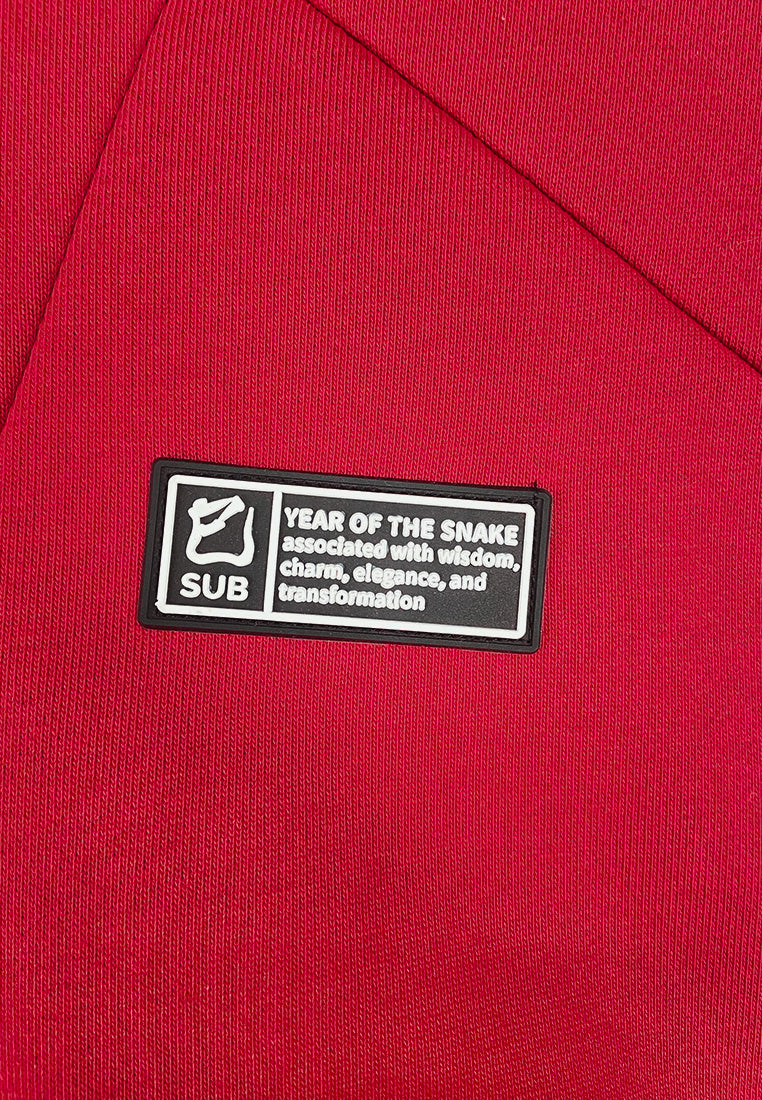 SUB
YEAR OF THE SNAKE
associated with wisdom,
charm, elegance, and
transformation